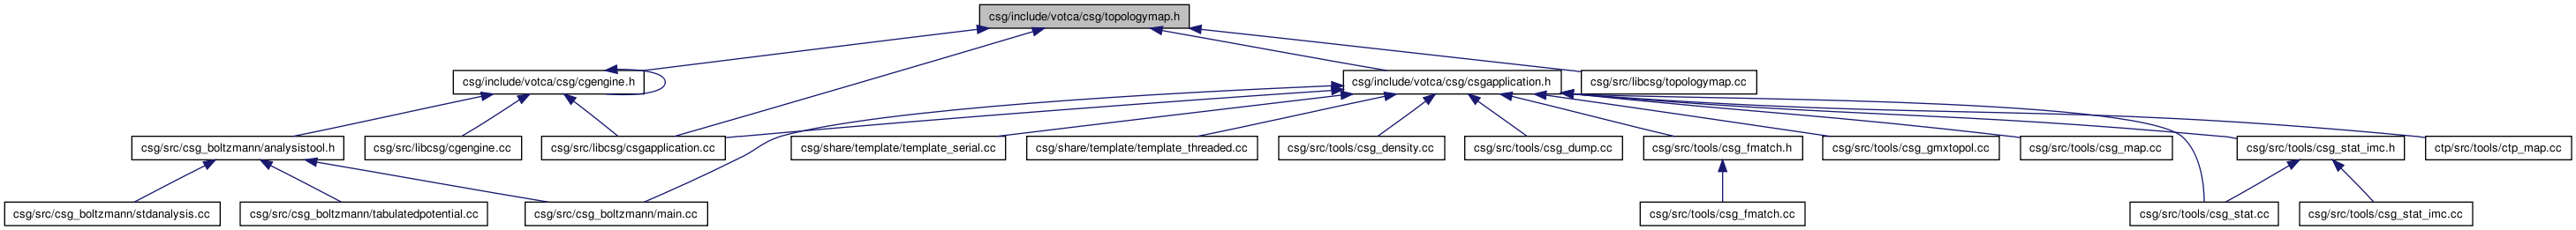 csg/include/votca/csg/topologymap.h
csg/include/votca/csg/cgengine.h
csg/include/votca/csg/csgapplication.h
csg/src/libcsg/topologymap.cc
csg/src/csg_boltzmann/analysistool.h
csg/src/libcsg/cgengine.cc
csg/src/libcsg/csgapplication.cc
csg/share/template/template_serial.cc
csg/share/template/template_threaded.cc
csg/src/tools/csg_density.cc
csg/src/tools/csg_dump.cc
csg/src/tools/csg_fmatch.h
csg/src/tools/csg_gmxtopol.cc
csg/src/tools/csg_map.cc
csg/src/tools/csg_stat_imc.h
ctp/src/tools/ctp_map.cc
csg/src/csg_boltzmann/stdanalysis.cc
csg/src/csg_boltzmann/tabulatedpotential.cc
csg/src/csg_boltzmann/main.cc
csg/src/tools/csg_fmatch.cc
csg/src/tools/csg_stat.cc
csg/src/tools/csg_stat_imc.cc